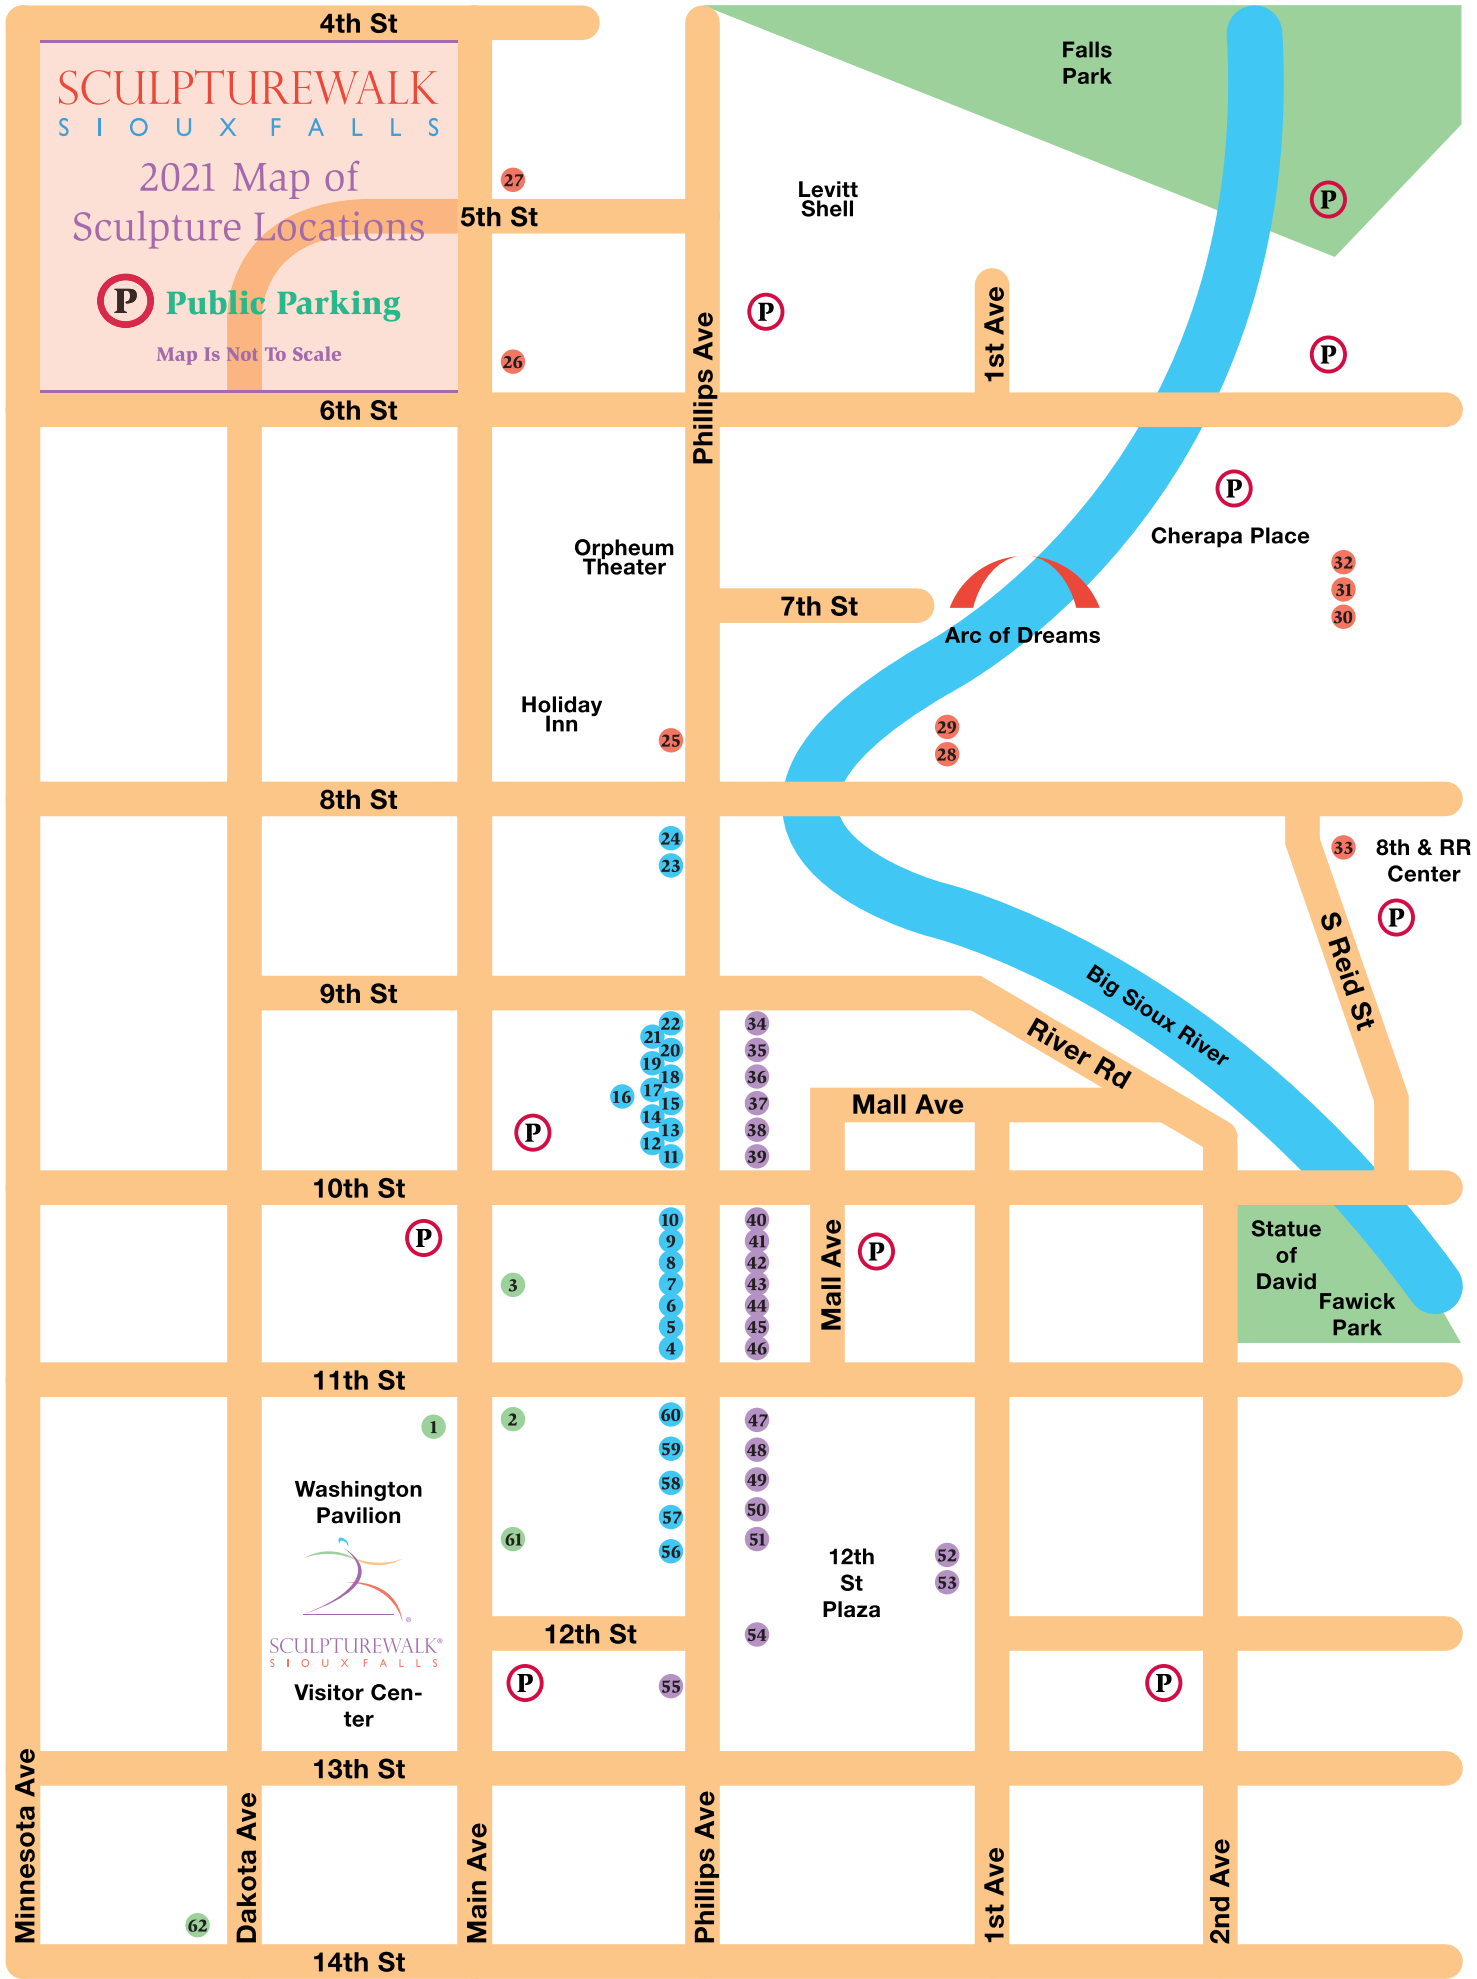 4th St
SCULPTUREWALK
SIOUX FALLS
2021 Map of
Sculpture Locations
P Public Parking
Map Is Not To Scale
Falls
Park
P
27
5th St
Levitt
Shell
P
1st Ave
P
26
Phillips Ave
6th St
P
Cherapa Place
Orpheum
Theater
32
31
30
7th St
Arc of Dreams
Holiday
Inn
25
29
28
8th St
24
23
33
8th & RR
Center
P
S Reid St
Big Sioux River
9th St
River Rd
22
21
20
19
18
17
16
15
14
13
12
11
34
35
36
37
38
39
P
Mall Ave
10th St
P
3
10
9
8
7
6
5
4
40
41
42
43
44
45
46
Mall Ave
P
Statue
of
David
Fawick
Park
11th St
1
2
61
60
59
58
57
56
47
48
49
50
51
Washington
Pavilion
SCULPTUREWALK®
SIOUX FALLS
Visitor Cen-
ter
12th
St
Plaza
52
53
54
12th St
P
55
P
13th St
Minnesota Ave
Dakota Ave
Main Ave
Phillips Ave
1st Ave
2nd Ave
62
14th St